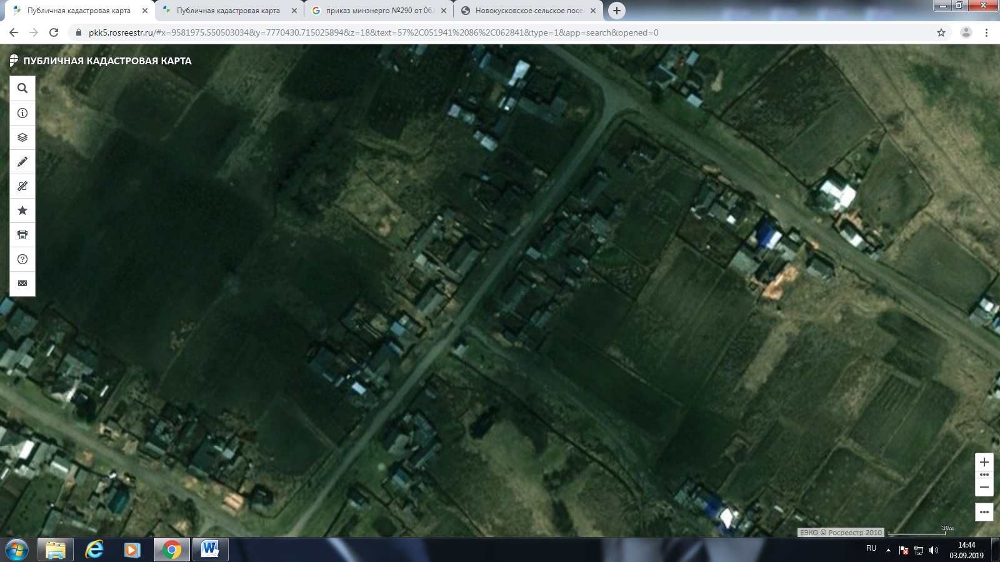 Публичная кадастровая карта
Публичная кадастровая карта
приказ минэнерго №290 от 06.
Новокусковское сельское посе
pkk5.rosreestr.ru/#x=9581975.550503034&y=7770430.715025894&z=18&text=57%2C051941%2086%2C062841&type=1&app=search&opened=0
ПУБЛИЧНАЯ КАДАСТРОВАЯ КАРТА
30м
ЕЭКО © Росреестр 2010
RU
14:44
03.09.2019